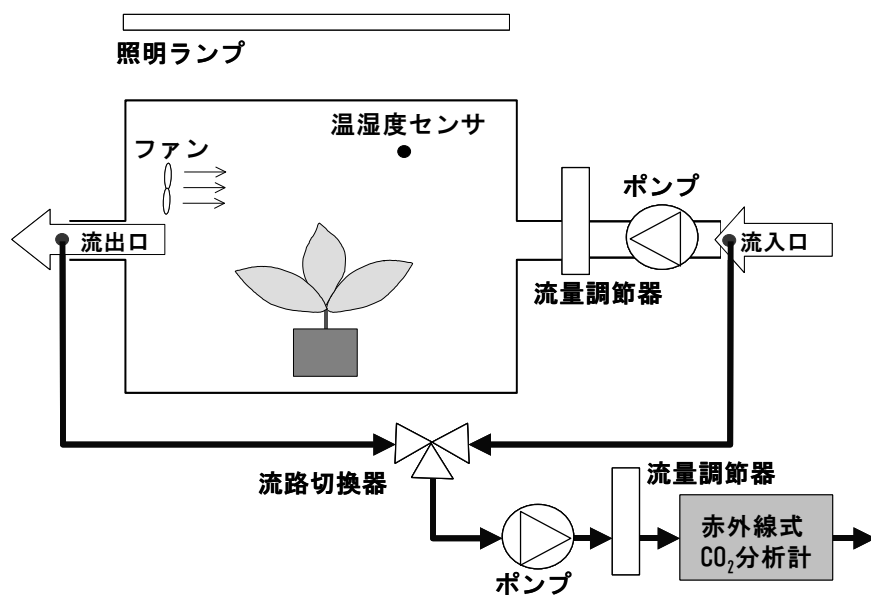 照明ランプ
温湿度センサ
ファン
ポンプ
流出口
流入口
流量調節器
流路切換器
流量調節器
赤外線式
CO₂分析計
ポンプ